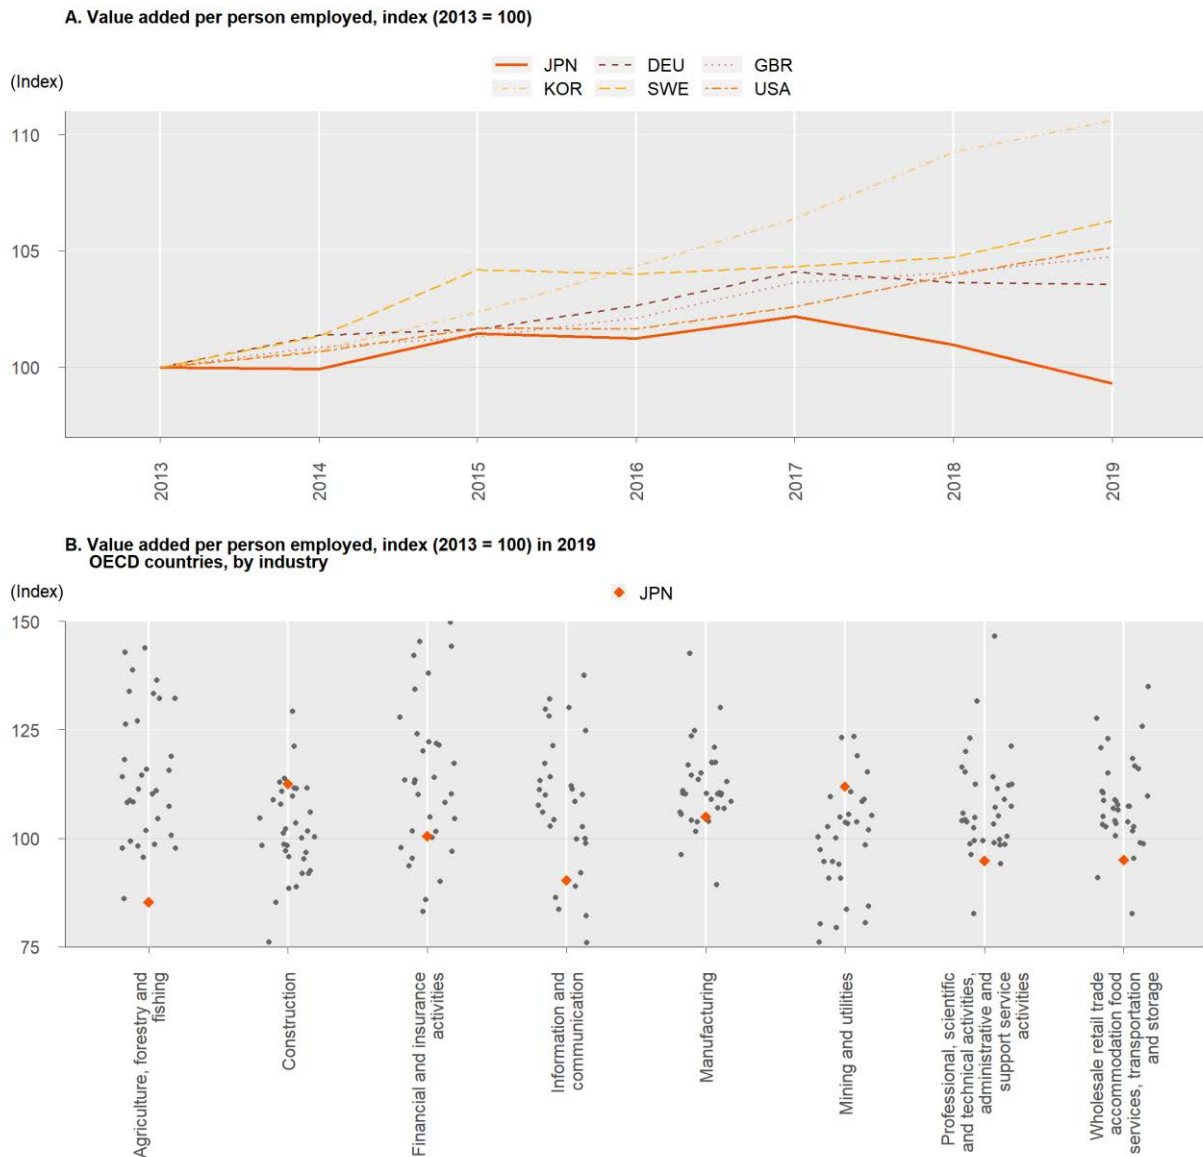 A. Value added per person employed, index (2013 = 100)
(Index)
JPN DEU GBR
KOR SWE USA
110
105
100
2013 2014 2015 2016 2017 2018 2019
B. Value added per person employed, index (2013 = 100) in 2019
OECD countries, by industry
(Index)
JPN
150
125
100
75
Agriculture, forestry and
fishing
Construction
Financial and insurance
activities
Information and
communication
Manufacturing
Mining and utilities
Professional, scientific
and technical activities,
administrative and
support service
activities
Wholesale retail trade
accommodation food
services, transportation
and storage